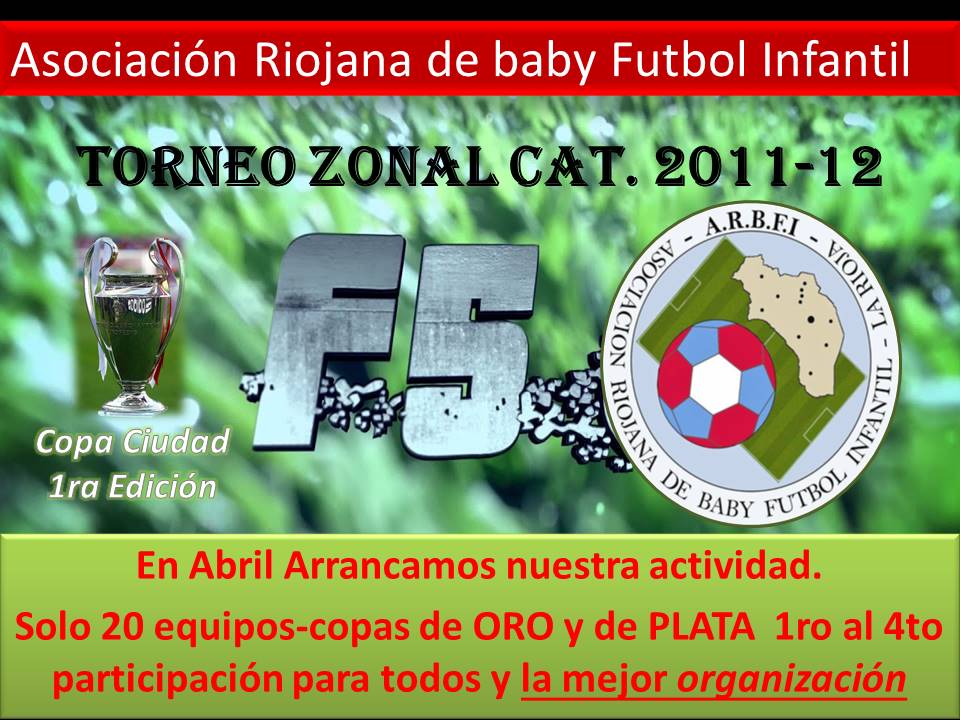 Asociación Riojana de baby Futbol Infantil
TORNEO ZONAL CAT. 2011-12
F5
A.R.B.F.I - LA RIOJA - ASOCIACION RIOJANA DE BABY FUTBOL INFANTIL -
Copa Ciudad
1ra Edición
En Abril Arrancamos nuestra actividad.
Solo 20 equipos-copas de ORO y de PLATA 1ro al 4to
participación para todos y la mejor organización